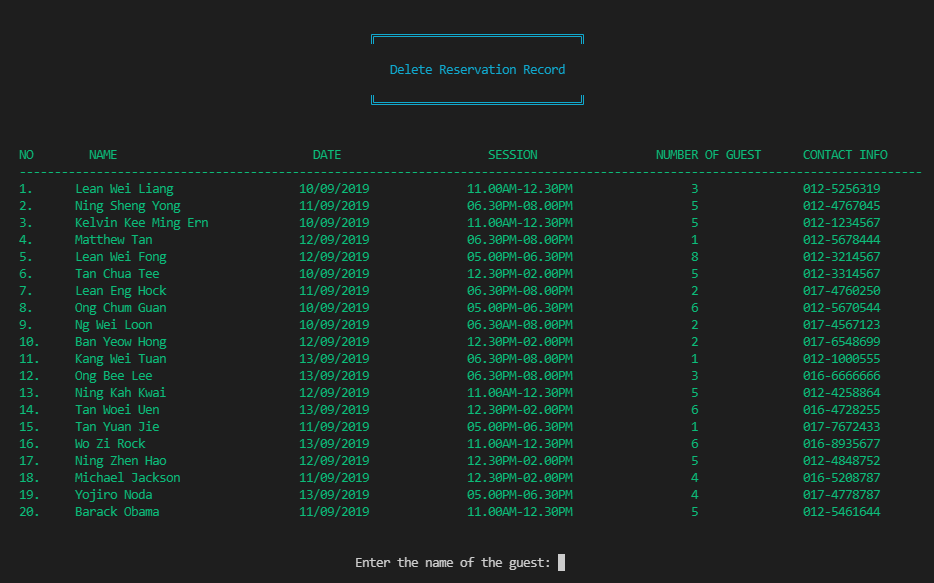 Delete Reservation Record
NO NAME DATE SESSION NUMBER OF GUEST CONTACT INFO
1. Lean Wei Liang 10/09/2019 11.00AM-12.30PM 3 012-5256319
2. Ning Sheng Yong 11/09/2019 06.30PM-08.00PM 5 012-4767045
3. Kelvin Kee Ming Ern 10/09/2019 11.00AM-12.30PM 5 012-1234567
4. Matthew Tan 12/09/2019 06.30PM-08.00PM 1 012-5678444
5. Lean Wei Fong 12/09/2019 05.00PM-06.30PM 8 012-3214567
6. Tan Chua Tee 10/09/2019 12.30PM-02.00PM 5 012-3314567
7. Lean Eng Hock 11/09/2019 06.30PM-08.00PM 2 017-4760250
8. Ong Chum Guan 10/09/2019 05.00PM-06.30PM 6 012-5670544
9. Ng Wei Loon 10/09/2019 06.30AM-08.00PM 2 017-4567123
10. Ban Yeow Hong 12/09/2019 12.30PM-02.00PM 2 017-6548699
11. Kang Wei Tuan 13/09/2019 06.30PM-08.00PM 1 012-1000555
12. Ong Bee Lee 13/09/2019 06.30PM-08.00PM 3 016-6666666
13. Ning Kah Kwai 12/09/2019 11.00AM-12.30PM 5 012-4258864
14. Tan Woei Uen 13/09/2019 12.30PM-02.00PM 6 016-4728255
15. Tan Yuan Jie 11/09/2019 05.00PM-06.30PM 1 017-7672433
16. Wo Zi Rock 13/09/2019 11.00AM-12.30PM 6 016-8935677
17. Ning Zhen Hao 12/09/2019 12.30PM-02.00PM 5 012-4848752
18. Michael Jackson 11/09/2019 12.30PM-02.00PM 4 016-5208787
19. Yojiro Noda 13/09/2019 05.00PM-06.30PM 4 017-4778787
20. Barack Obama 11/09/2019 11.00AM-12.30PM 5 012-5461644
Enter the name of the guest: